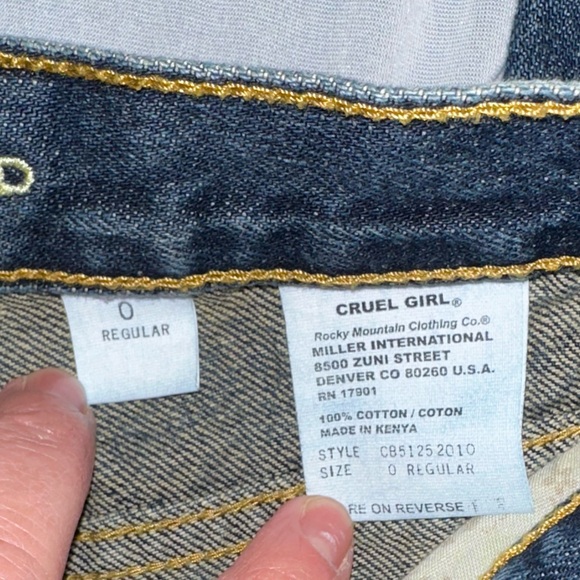 0
REGULAR
CRUEL GIRL®
Rocky Mountain Clothing Co.®
MILLER INTERNATIONAL
8500 ZUNI STREET
DENVER CO 80260 U.S.A.
RN 17901
100% COTTON / COTON
MADE IN KENYA
STYLE CB51252010
SIZE 0 REGULAR
RE ON REVERSE